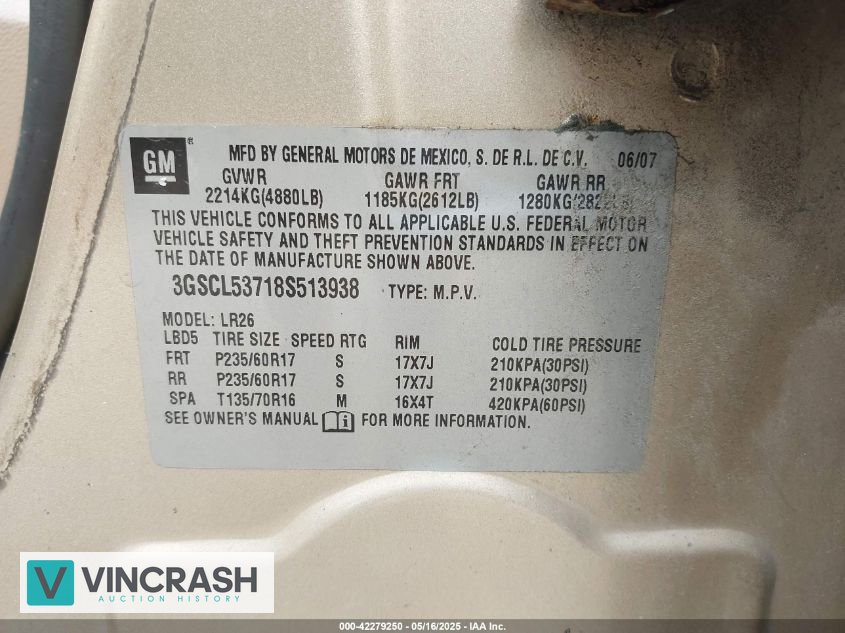 GM ®
MFD BY GENERAL MOTORS DE MEXICO, S. DE R.L. DE C.V. 06/07
GVWR GAWR FRT GAWR RR
2214KG(4880LB) 1185KG(2612LB) 1280KG
THIS VEHICLE CONFORMS TO ALL APPLICABLE U.S. FEDERAL MOTOR
VEHICLE SAFETY AND THEFT PREVENTION STANDARDS IN EFFECT ON
THE DATE OF MANUFACTURE SHOWN ABOVE.
3GSCL53718S513938 TYPE: M.P.V.
MODEL: LR26
LBD5 TIRE SIZE SPEED RTG RIM COLD TIRE PRESSURE
FRT P235/60R17 S 17X7J 210KPA(30PSI)
RR P235/60R17 S 17X7J 210KPA(30PSI)
SPA T135/70R16 M 16X4T 420KPA(60PSI)
SEE OWNER'S MANUAL i FOR MORE INFORMATION.
V VINCRASH
AUCTION HISTORY
000-42279250 - 05/16/2025 - IAA Inc.